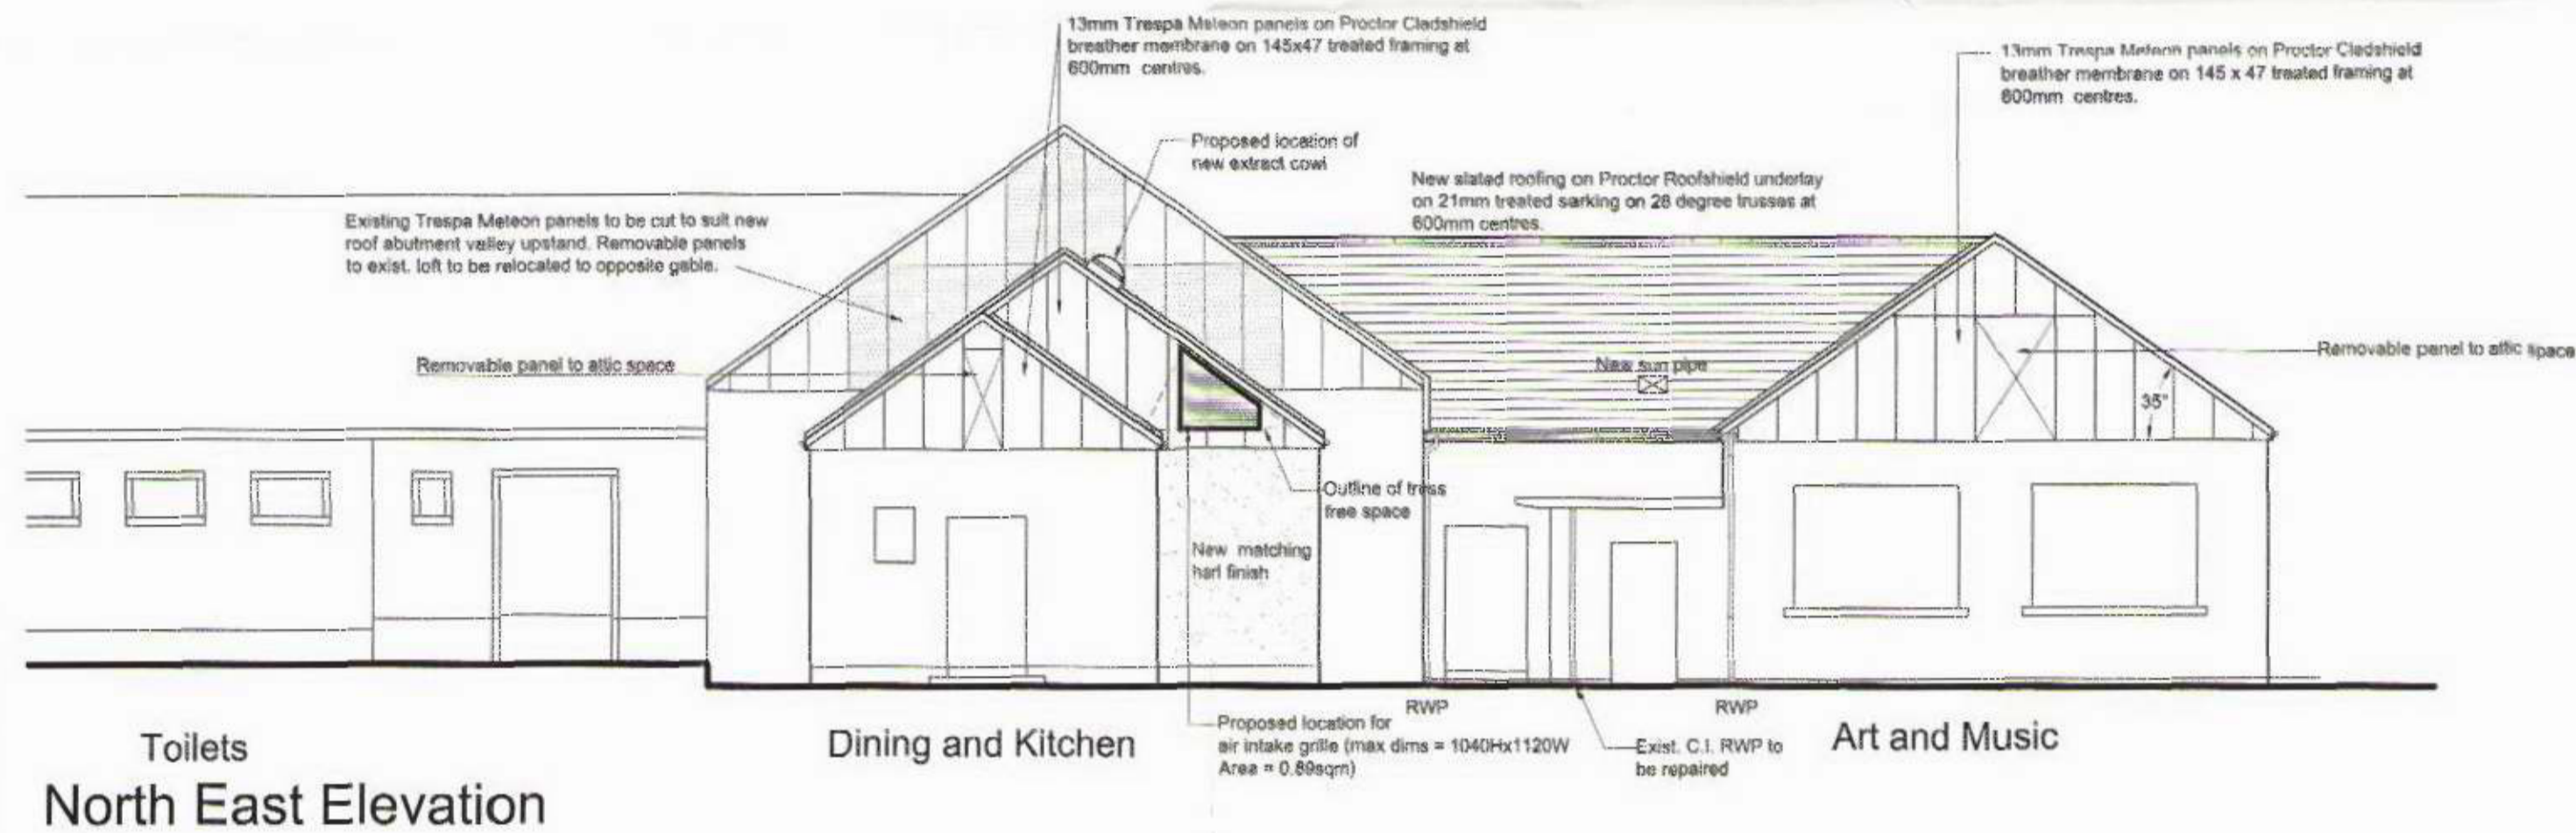 13mm Trespa Meteon panels on Proctor Cladshield
breather membrane on 145x47 treated framing at
600mm centres.
13mm Trespa Meteon panels on Proctor Cladshield
breather membrane on 145 x 47 treated framing at
600mm centres.
Proposed location of
new extract cowl
New slated roofing on Proctor Roofshield underlay
on 21mm treated sarking on 28 degree trusses at
600mm centres.
Existing Trespa Meteon panels to be cut to suit new
roof abutment valley upstand. Removable panels
to exist. loft to be relocated to opposite gable.
Removable panel to attic space
New sun pipe
Removable panel to attic space
35°
Outline of truss
free space
New matching
harl finish
RWP
RWP
Proposed location for
air intake grille (max dims = 1040Hx1120W
Area = 0.89sqm)
Exist. C.I. RWP to
be repaired
Toilets
Dining and Kitchen
Art and Music
North East Elevation